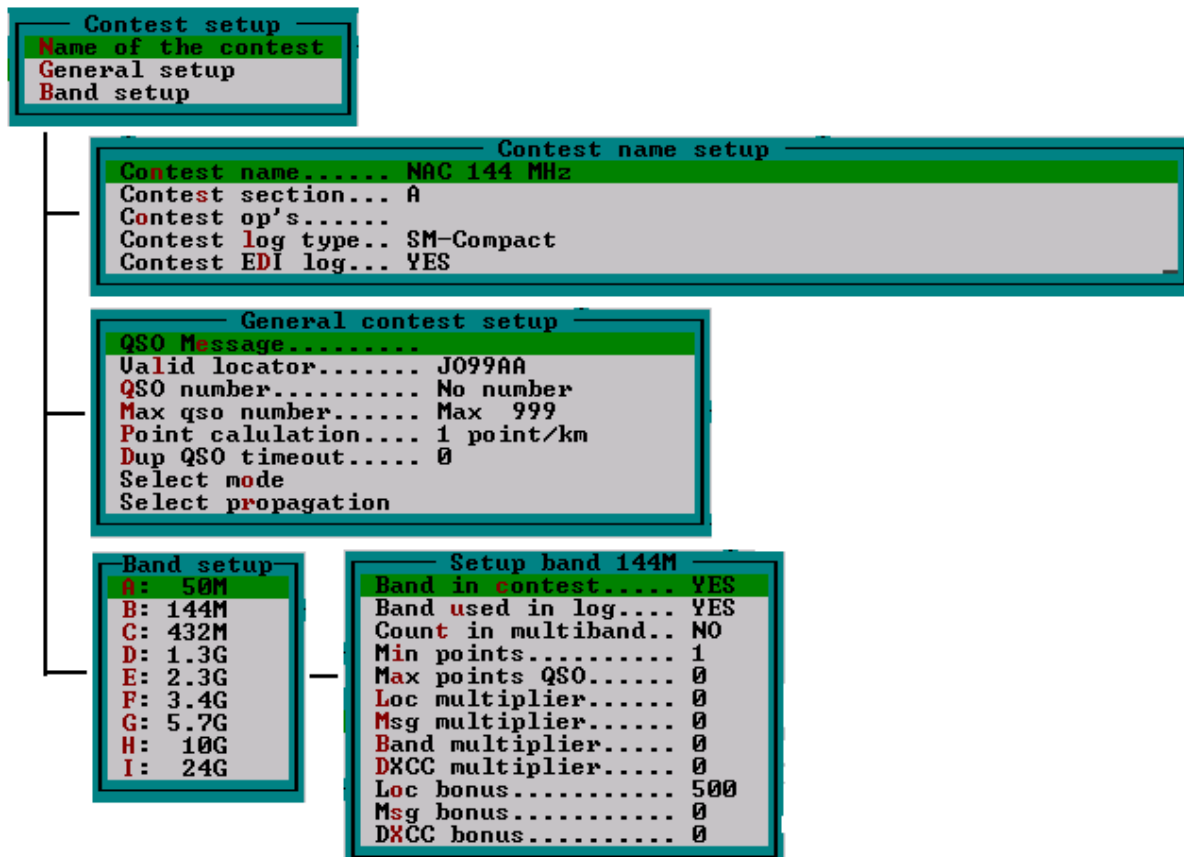 Contest setup
Name of the contest
General setup
Band setup
Contest name setup
Contest name...... NAC 144 MHz
Contest section... A
Contest op's......
Contest log type.. SM-Compact
Contest EDI log... YES
General contest setup
QSO Message.........
Valid locator....... JO99AA
QSO number.......... No number
Max qso number...... Max 999
Point calulation.... 1 point/km
Dup QSO timeout..... 0
Select mode
Select propagation
Band setup
A: 50M
B: 144M
C: 432M
D: 1.3G
E: 2.3G
F: 3.4G
G: 5.7G
H: 10G
I: 24G
Setup band 144M
Band in contest..... YES
Band used in log.... YES
Count in multiband.. NO
Min points.......... 1
Max points QSO...... 0
Loc multiplier...... 0
Msg multiplier...... 0
Band multiplier..... 0
DXCC multiplier..... 0
Loc bonus........... 500
Msg bonus........... 0
DXCC bonus.......... 0